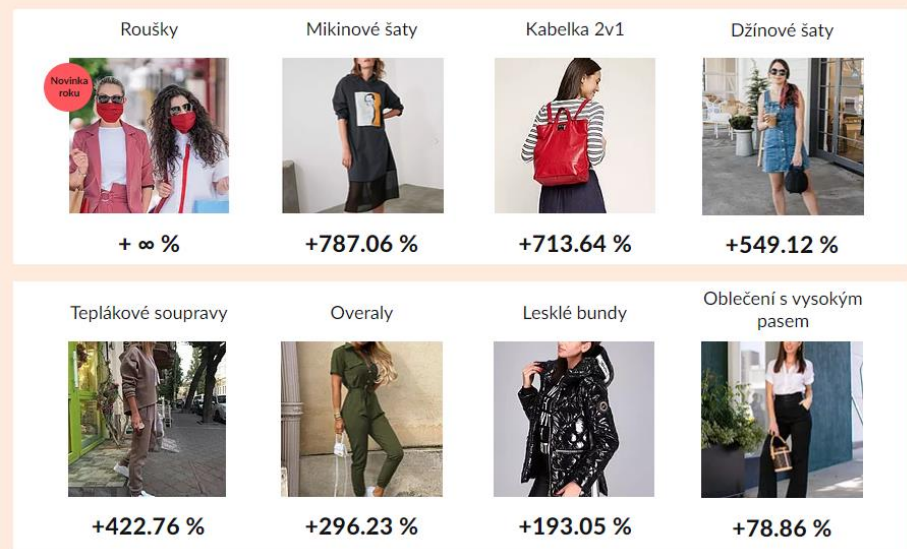 Roušky
Mikinové šaty
Kabelka 2v1
Džínové šaty
Novinka
roku
+ ∞ %
+787.06 %
+713.64 %
+549.12 %
Teplákové soupravy
Overaly
Lesklé bundy
Oblečení s vysokým
pasem
+422.76 %
+296.23 %
+193.05 %
+78.86 %